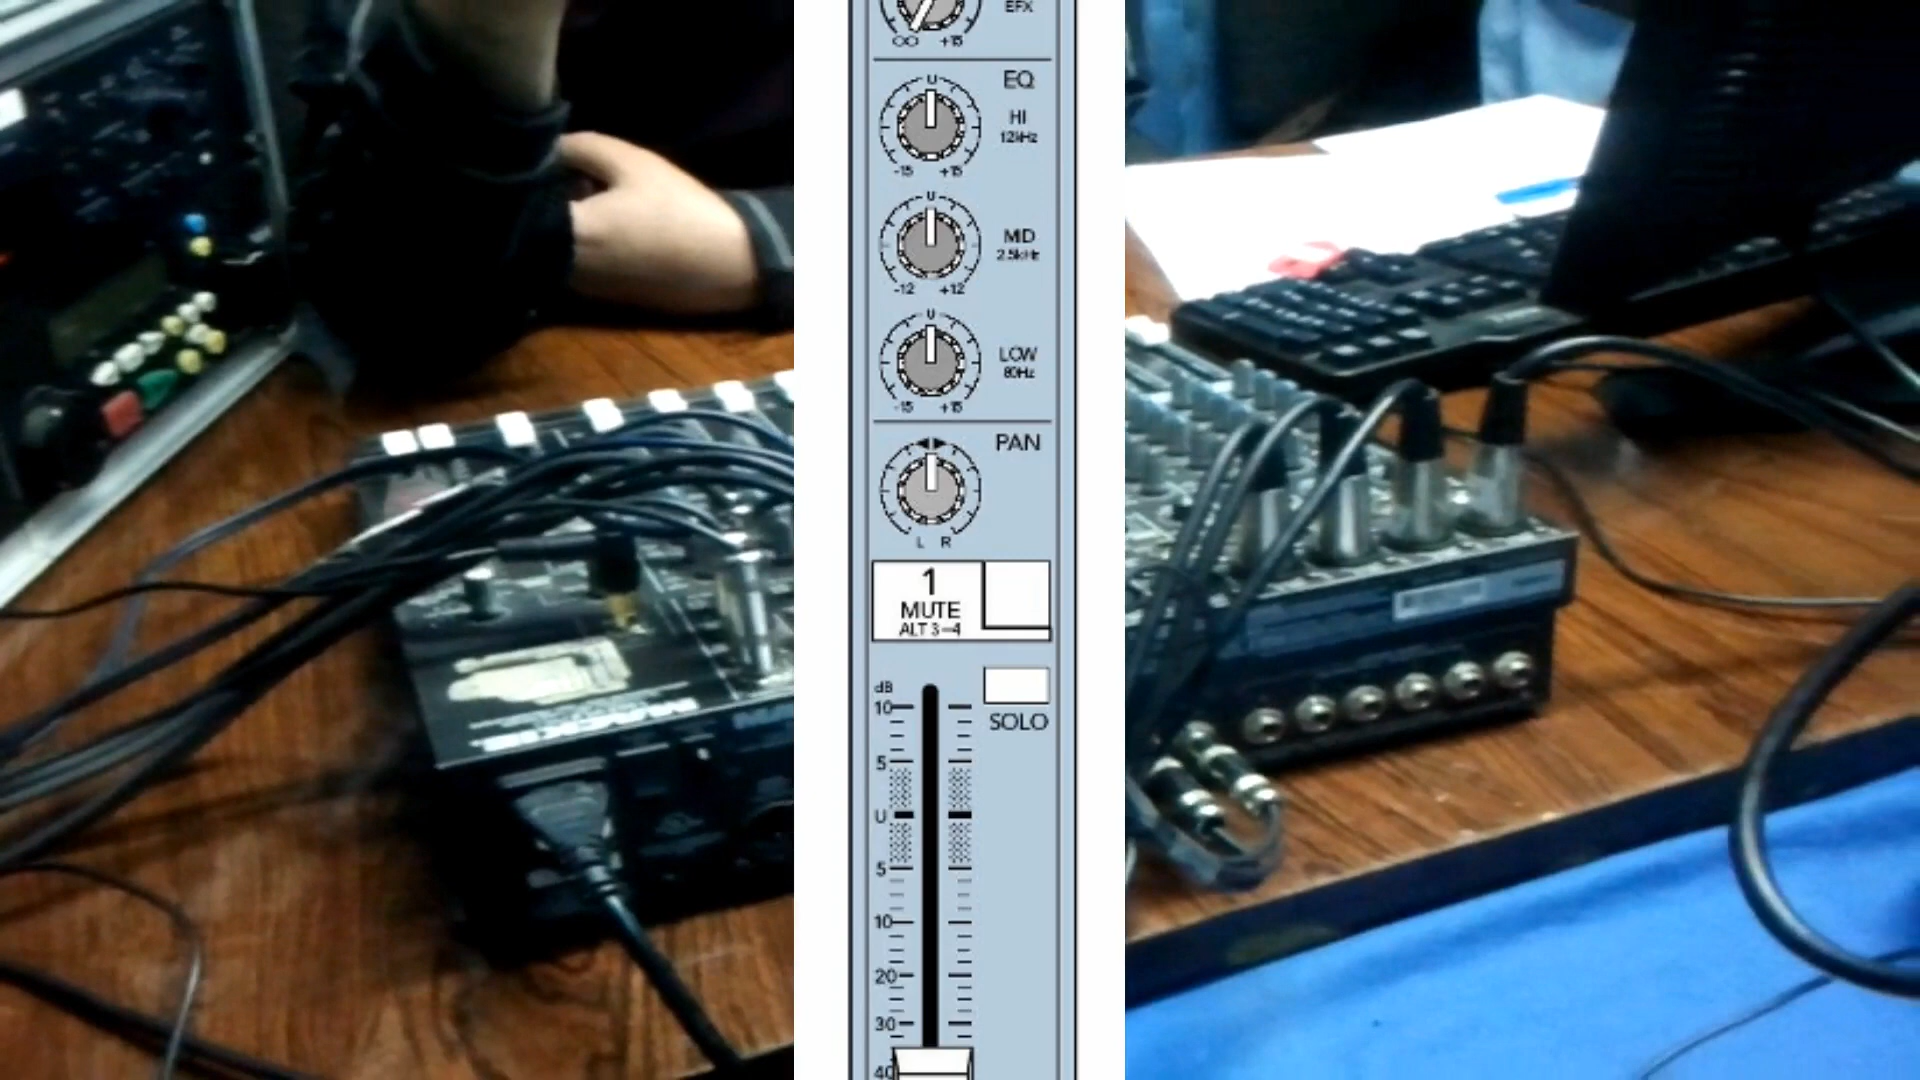 EFX
∞ +15
EQ
U
HI
12kHz
-15 +15
U
MID
2.5kHz
-12 +12
U
LOW
80Hz
-15 +15
PAN
L R
1
MUTE
ALT 3-4
dB
10
SOLO
5
U
5
10
20
30
40